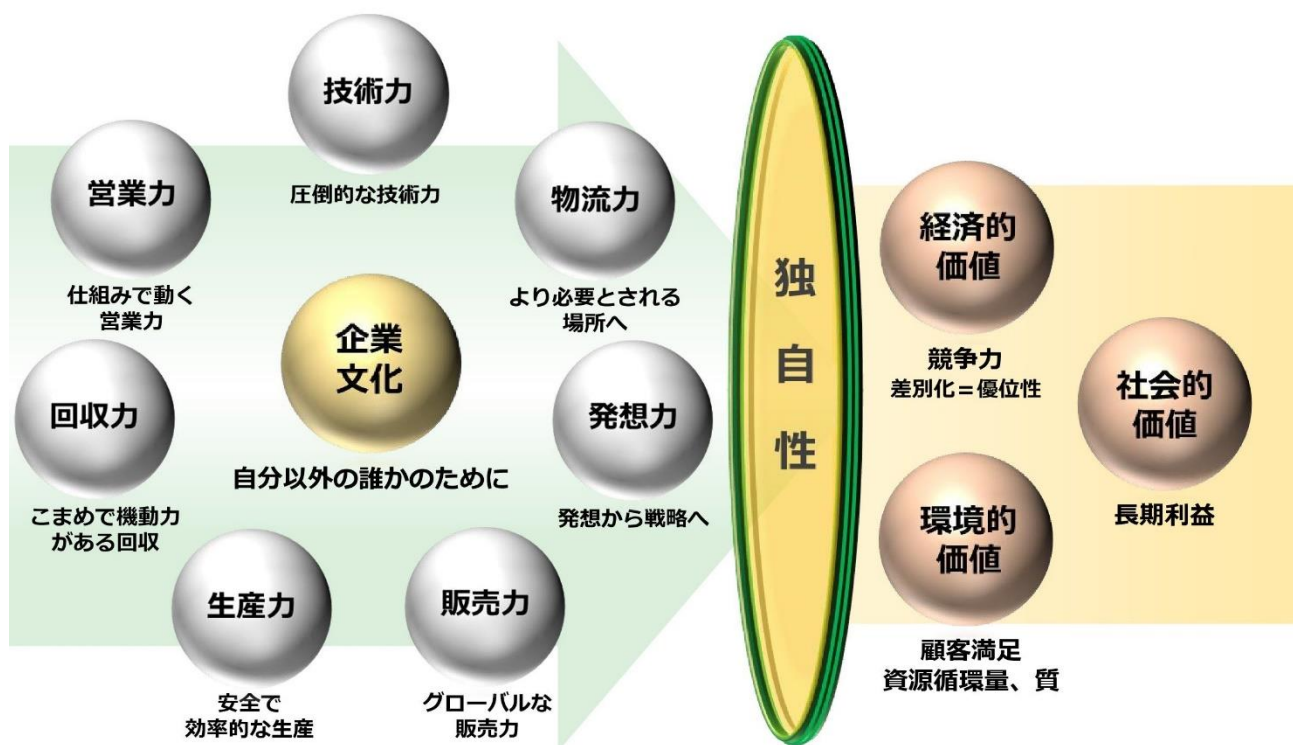 技術力
圧倒的な技術力
営業力
仕組みで動く
営業力
物流力
より必要とされる
場所へ
企業
文化
自分以外の誰かのために
回収力
こまめで機動力
がある回収
発想力
発想から戦略へ
生産力
安全で
効率的な生産
販売力
グローバルな
販売力
独自性
経済的
価値
競争力
差別化＝優位性
社会的
価値
長期利益
環境的
価値
顧客満足
資源循環量、質